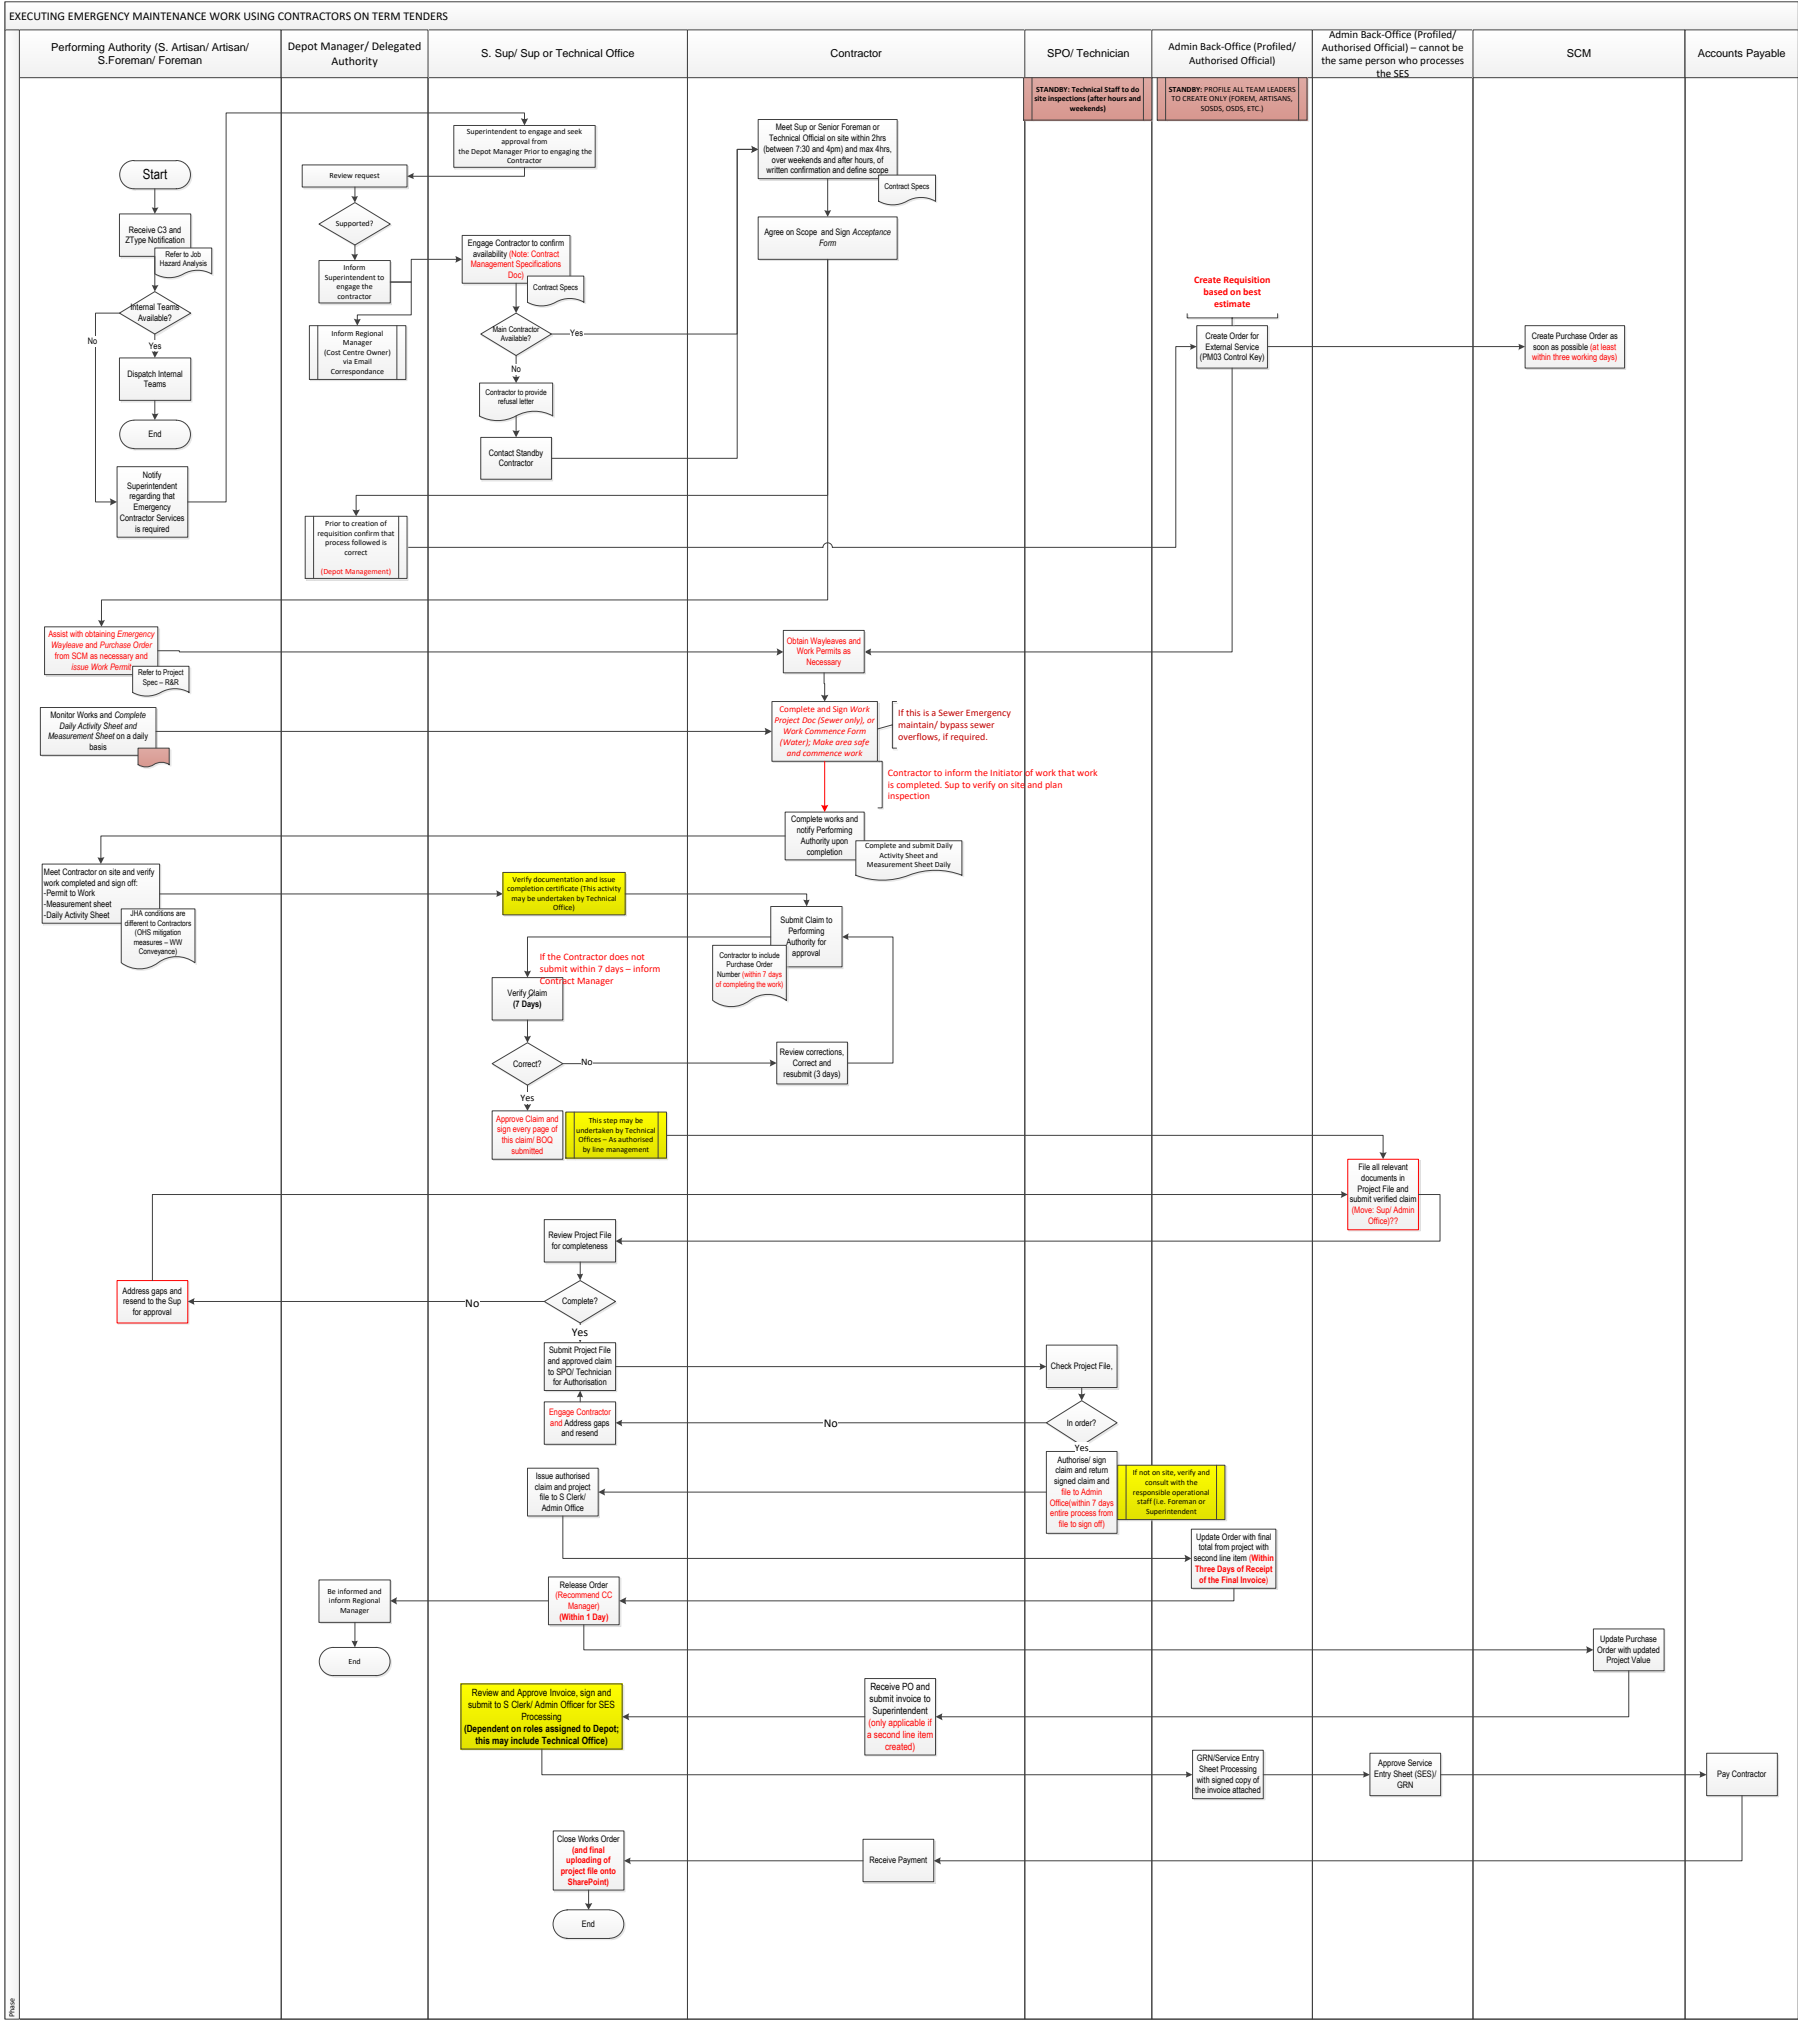 EXECUTING EMERGENCY MAINTENANCE WORK USING CONTRACTORS ON TERM TENDERS
Performing Authority (S. Artisan/ Artisan/
S.Foreman/ Foreman
Depot Manager/ Delegated
Authority
S. Sup/ Sup or Technical Office
Contractor
SPO/ Technician
Admin Back-Office (Profiled/
Authorised Official)
Admin Back-Office (Profiled/
Authorised Official) – cannot be
the same person who processes
the SES
SCM
Accounts Payable
STANDBY: Technical Staff to do
site inspections (after hours and
weekends)
STANDBY: PROFILE ALL TEAM LEADERS
TO CREATE ONLY (FOREM, ARTISANS,
SOSDS, OSDS, ETC.)
Start
Receive C3 and
ZType Notification
Refer to Job
Hazard Analysis
Internal Teams
Available?
No
Yes
Dispatch Internal
Teams
End
Notify
Superintendent
regarding that
Emergency
Contractor Services
is required
Superintendent to engage and seek
approval from
the Depot Manager Prior to engaging the
Contractor
Review request
Supported?
Inform
Superintendent to
engage the
contractor
Inform Regional
Manager
(Cost Centre Owner)
via Email
Correspondance
Engage Contractor to confirm
availability (Note: Contract
Management Specifications
Doc)
Contract Specs
Main Contractor
Available?
Yes
No
Contractor to provide
refusal letter
Contact Standby
Contractor
Meet Sup or Senior Foreman or
Technical Official on site within 2hrs
(between 7:30 and 4pm) and max 4hrs,
over weekends and after hours, of
written confirmation and define scope
Contract Specs
Agree on Scope and Sign Acceptance
Form
Create Requisition
based on best
estimate
Create Order for
External Service
(PM03 Control Key)
Create Purchase Order as
soon as possible (at least
within three working days)
Prior to creation of
requisition confirm that
process followed is
correct
(Depot Management)
Assist with obtaining Emergency
Wayleave and Purchase Order
from SCM as necessary and
issue Work Permit
Refer to Project
Spec – R&R
Obtain Wayleaves and
Work Permits as
Necessary
Monitor Works and Complete
Daily Activity Sheet and
Measurement Sheet on a daily
basis
Complete and Sign Work
Project Doc (Sewer only), or
Work Commence Form
(Water); Make area safe
and commence work
If this is a Sewer Emergency
maintain/ bypass sewer
overflows, if required.
Contractor to inform the Initiator of work that work
is completed. Sup to verify on site and plan
inspection
Complete works and
notify Performing
Authority upon
completion
Complete and submit Daily
Activity Sheet and
Measurement Sheet Daily
Meet Contractor on site and verify
work completed and sign off:
-Permit to Work
-Measurement sheet
-Daily Activity Sheet
JHA conditions are
different to Contractors
(OHS mitigation
measures – WW
Conveyance)
Verify documentation and issue
completion certificate (This activity
may be undertaken by Technical
Office)
Submit Claim to
Performing
Authority for
approval
Contractor to include
Purchase Order
Number (within 7 days
of completing the work)
If the Contractor does not
submit within 7 days – inform
Contract Manager
Verify Claim
(7 Days)
Correct?
No
Review corrections,
Correct and
resubmit (3 days)
Yes
Approve Claim and
sign every page of
this claim/ BOQ
submitted
This step may be
undertaken by Technical
Offices – As authorised
by line management
File all relevant
documents in
Project File and
submit verified claim
(Move: Sup/ Admin
Office)??
Review Project File
for completeness
Complete?
No
Address gaps and
resend to the Sup
for approval
Yes
Submit Project File
and approved claim
to SPO/ Technician
for Authorisation
Check Project File,
Engage Contractor
and Address gaps
and resend
No
In order?
Yes
Authorise/ sign
claim and return
signed claim and
file to Admin
Office(within 7 days
entire process from
file to sign off)
If not on site, verify and
consult with the
responsible operational
staff (I.e. Foreman or
Superintendent
Issue authorised
claim and project
file to S Clerk/
Admin Office
Update Order with final
total from project with
second line item (Within
Three Days of Receipt
of the Final Invoice)
Release Order
(Recommend CC
Manager)
(Within 1 Day)
Be informed and
inform Regional
Manager
End
Update Purchase
Order with updated
Project Value
Receive PO and
submit invoice to
Superintendent
(only applicable if
a second line item
created)
Review and Approve Invoice, sign and
submit to S Clerk/ Admin Officer for SES
Processing
(Dependent on roles assigned to Depot;
this may include Technical Office)
GRN/Service Entry
Sheet Processing
with signed copy of
the invoice attached
Approve Service
Entry Sheet (SES)/
GRN
Pay Contractor
Receive Payment
Close Works Order
(and final
uploading of
project file onto
SharePoint)
End
Phase